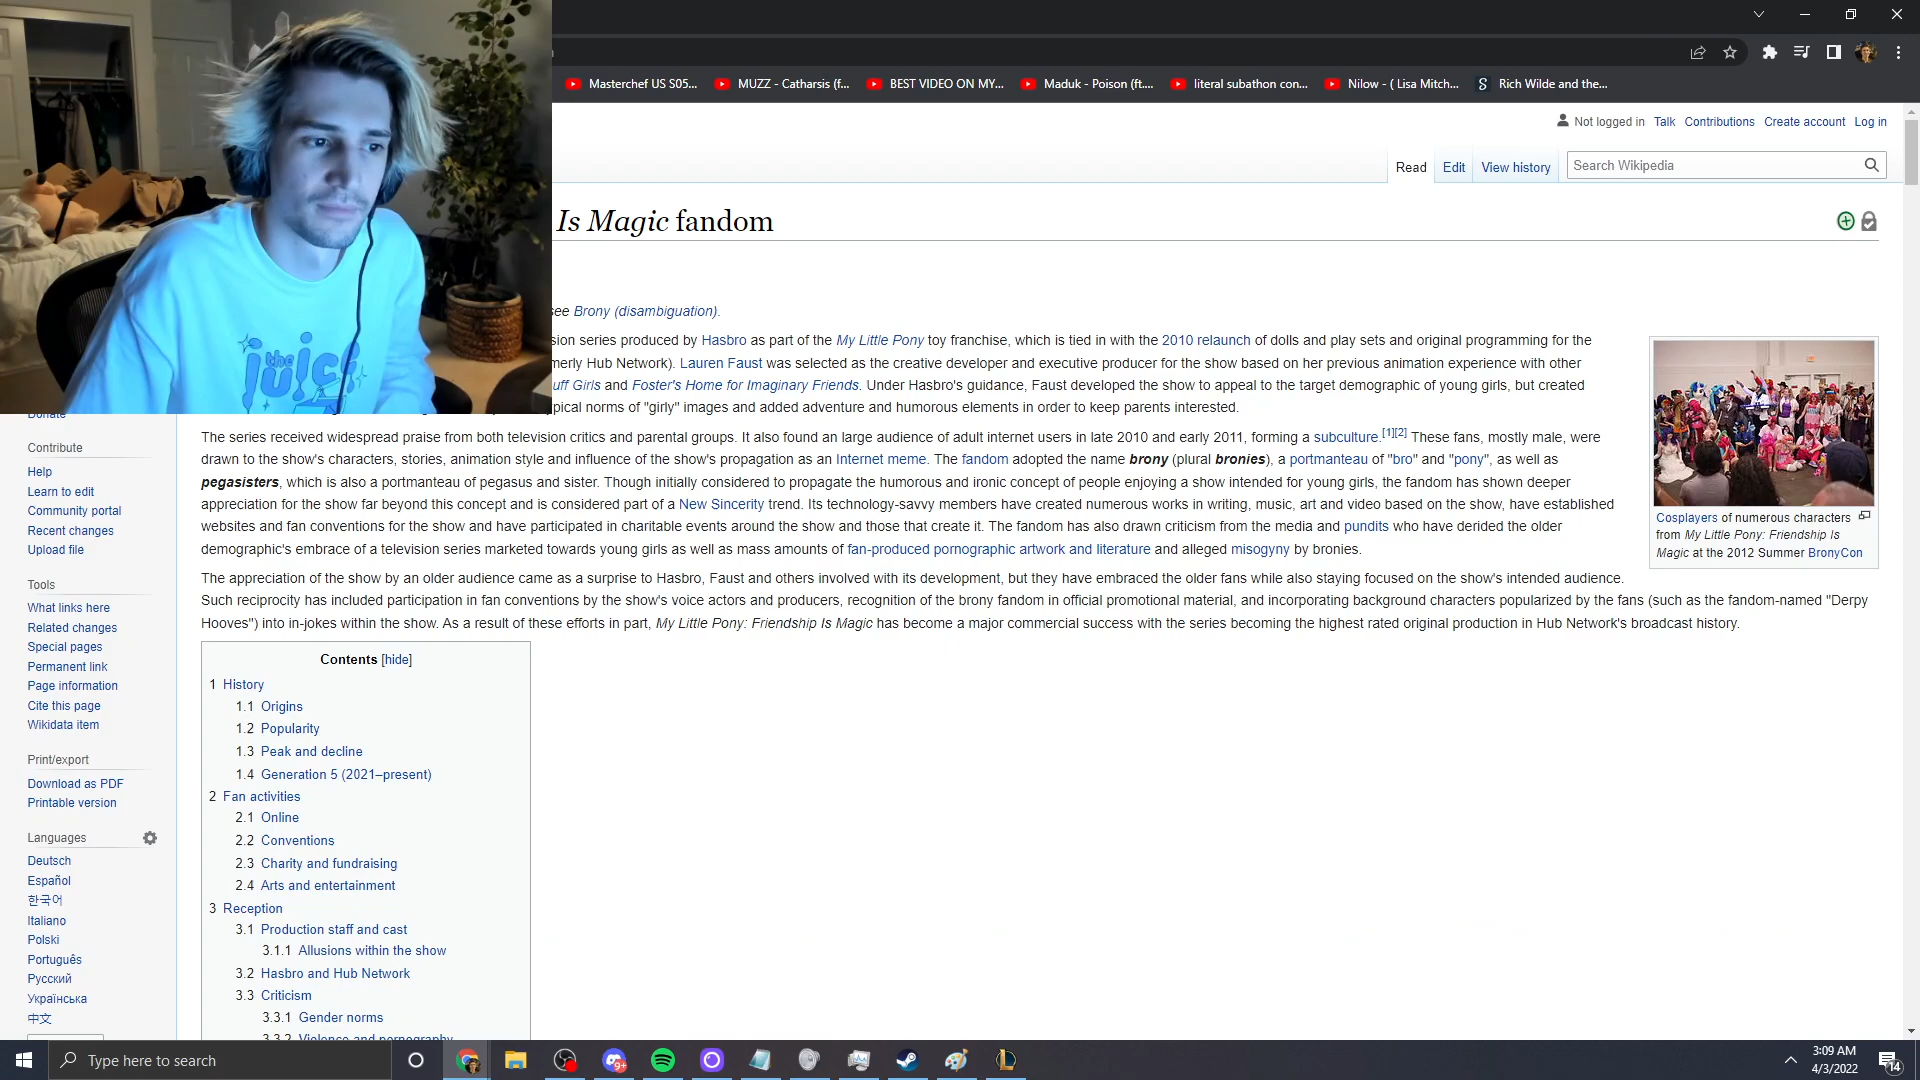 Masterchef US S05...
MUZZ - Catharsis (f...
BEST VIDEO ON MY...
Maduk - Poison (ft....
literal subathon con...
Nilow - ( Lisa Mitch...
Rich Wilde and the...
Not logged in Talk Contributions Create account Log in
Read Edit View history Search Wikipedia
Is Magic fandom
see Brony (disambiguation).
sion series produced by Hasbro as part of the My Little Pony toy franchise, which is tied in with the 2010 relaunch of dolls and play sets and original programming for the
merly Hub Network). Lauren Faust was selected as the creative developer and executive producer for the show based on her previous animation experience with other
uff Girls and Foster's Home for Imaginary Friends. Under Hasbro's guidance, Faust developed the show to appeal to the target demographic of young girls, but created
pical norms of "girly" images and added adventure and humorous elements in order to keep parents interested.
The series received widespread praise from both television critics and parental groups. It also found an large audience of adult internet users in late 2010 and early 2011, forming a subculture.[1][2] These fans, mostly male, were
drawn to the show's characters, stories, animation style and influence of the show's propagation as an Internet meme. The fandom adopted the name brony (plural bronies), a portmanteau of "bro" and "pony", as well as
pegasisters, which is also a portmanteau of pegasus and sister. Though initially considered to propagate the humorous and ironic concept of people enjoying a show intended for young girls, the fandom has shown deeper
appreciation for the show far beyond this concept and is considered part of a New Sincerity trend. Its technology-savvy members have created numerous works in writing, music, art and video based on the show, have established
websites and fan conventions for the show and have participated in charitable events around the show and those that create it. The fandom has also drawn criticism from the media and pundits who have derided the older
demographic's embrace of a television series marketed towards young girls as well as mass amounts of fan-produced pornographic artwork and literature and alleged misogyny by bronies.
The appreciation of the show by an older audience came as a surprise to Hasbro, Faust and others involved with its development, but they have embraced the older fans while also staying focused on the show's intended audience.
Such reciprocity has included participation in fan conventions by the show's voice actors and producers, recognition of the brony fandom in official promotional material, and incorporating background characters popularized by the fans (such as the fandom-named "Derpy
Hooves") into in-jokes within the show. As a result of these efforts in part, My Little Pony: Friendship Is Magic has become a major commercial success with the series becoming the highest rated original production in Hub Network's broadcast history.
Cosplayers of numerous characters
from My Little Pony: Friendship Is
Magic at the 2012 Summer BronyCon
the
juice
Donate
Contribute
Help
Learn to edit
Community portal
Recent changes
Upload file
Tools
What links here
Related changes
Special pages
Permanent link
Page information
Cite this page
Wikidata item
Print/export
Download as PDF
Printable version
Languages
Deutsch
Español
한국어
Italiano
Polski
Português
Русский
Українська
中文
Contents [hide]
1 History
1.1 Origins
1.2 Popularity
1.3 Peak and decline
1.4 Generation 5 (2021–present)
2 Fan activities
2.1 Online
2.2 Conventions
2.3 Charity and fundraising
2.4 Arts and entertainment
3 Reception
3.1 Production staff and cast
3.1.1 Allusions within the show
3.2 Hasbro and Hub Network
3.3 Criticism
3.3.1 Gender norms
3.3.2 Violence and pornography
Type here to search
9+
3:09 AM
4/3/2022
14